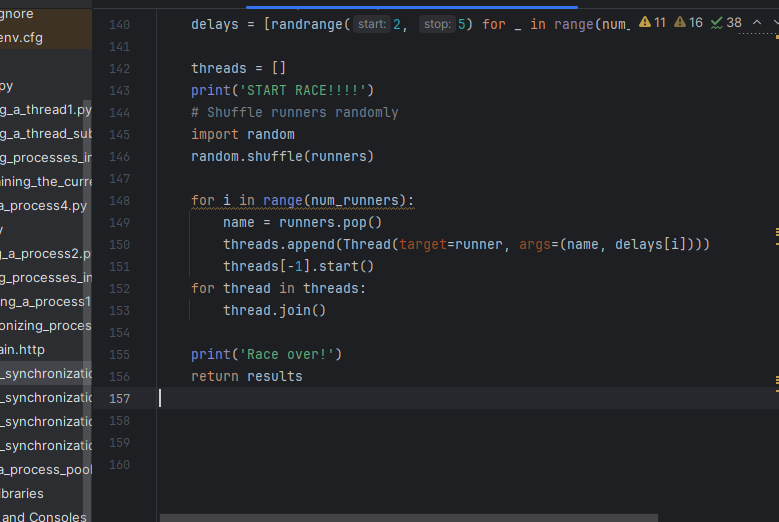 gnore
env.cfg
py
g_a_thread1.py
g_a_thread_sub
g_processes_in
ining_the_curre
a_process4.py
y
g_a_process2.p
g_processes_in
ng_a_process1
onizing_proces
ain.http
_synchronizatio
_synchronizatio
_synchronizatio
_synchronizatio
a_process_pool
ibraries
and Consoles
11 16 38
140 delays = [randrange( start: 2, stop: 5) for _ in range(num_
141
142 threads = []
143 print('START RACE!!!!')
144 # Shuffle runners randomly
145 import random
146 random.shuffle(runners)
147
148 for i in range(num_runners):
149 name = runners.pop()
150 threads.append(Thread(target=runner, args=(name, delays[i])))
151 threads[-1].start()
152 for thread in threads:
153 thread.join()
154
155 print('Race over!')
156 return results
157
158
159
160